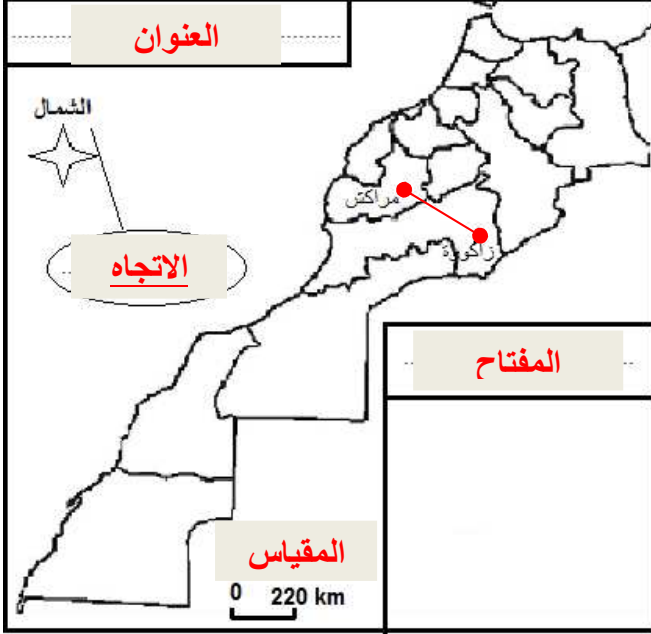 العنوان
الشمال
مراكش
زاكورة
الاتجاه
المفتاح
المقياس
0 220 km